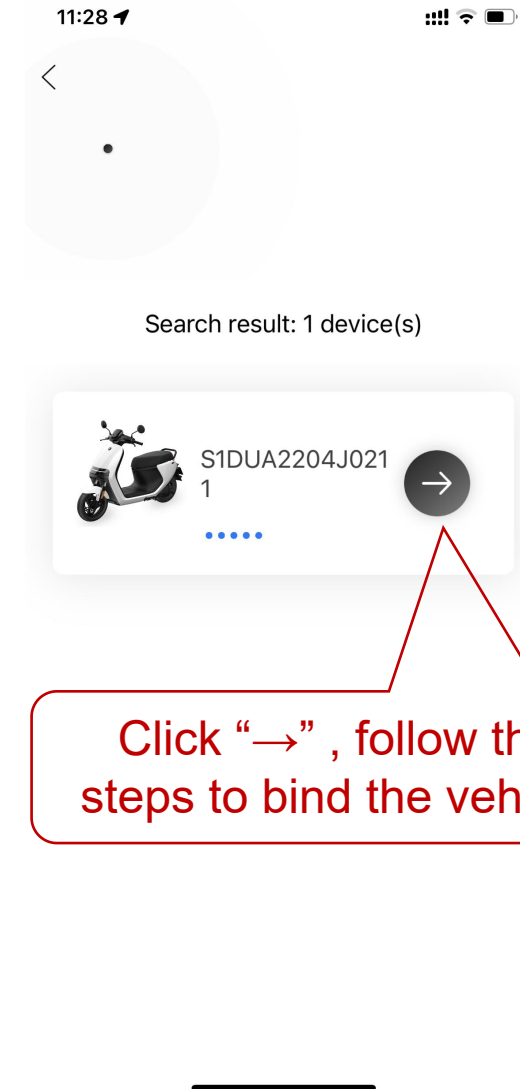 11:28
Search result: 1 device(s)
S1DUA2204J021
1
Click “→” , follow th
steps to bind the veh